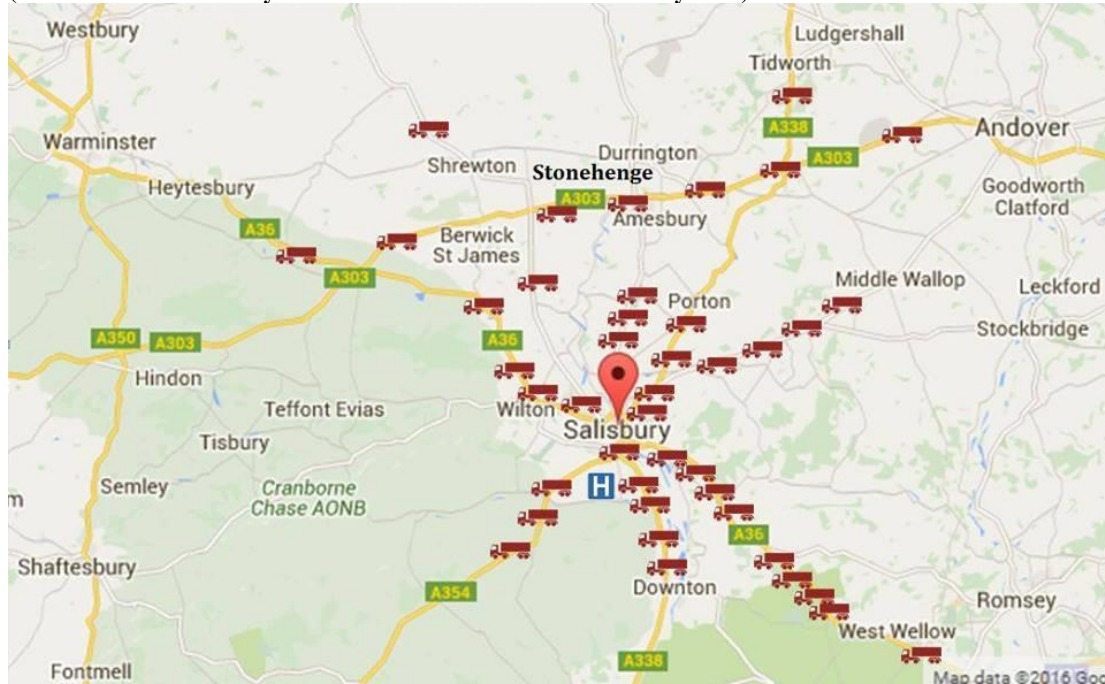 Westbury
Ludgershall
Tidworth
A338
Andover
Warminster
Durrington
A303
Shrewton
Stonehenge
Heytesbury
A303
Goodworth
Clatford
Amesbury
A36
Berwick
St James
A303
Middle Wallop
Leckford
Porton
Stockbridge
A350
A303
A36
Hindon
Teffont Evias
Wilton
Salisbury
Tisbury
Semley
Cranborne
Chase AONB
H
m
A36
Shaftesbury
A354
Downton
Romsey
West Wellow
A338
Fontmell
Map data ©2016